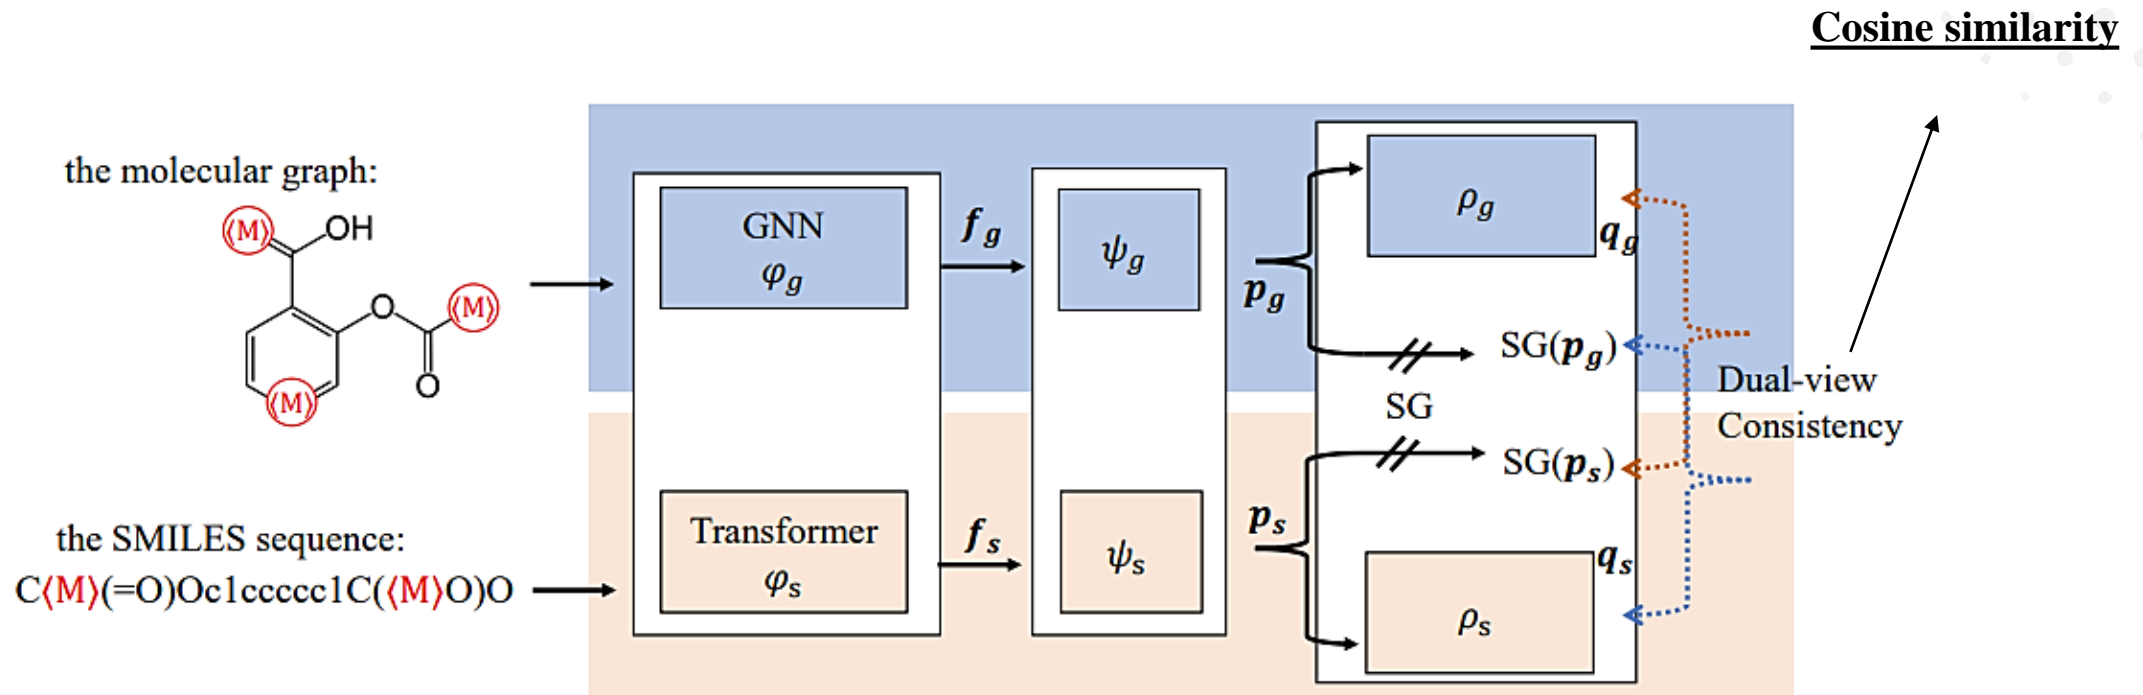 Cosine similarity
the molecular graph:
⟨M⟩
OH
O
⟨M⟩
O
⟨M⟩
the SMILES sequence:
C⟨M⟩(=O)Oc1ccccc1C(⟨M⟩O)O
GNN
φg
fg
ψg
pg
ρg
qg
SG(pg)
SG
SG(ps)
Dual-view
Consistency
Transformer
φs
fs
ψs
ps
ρs
qs